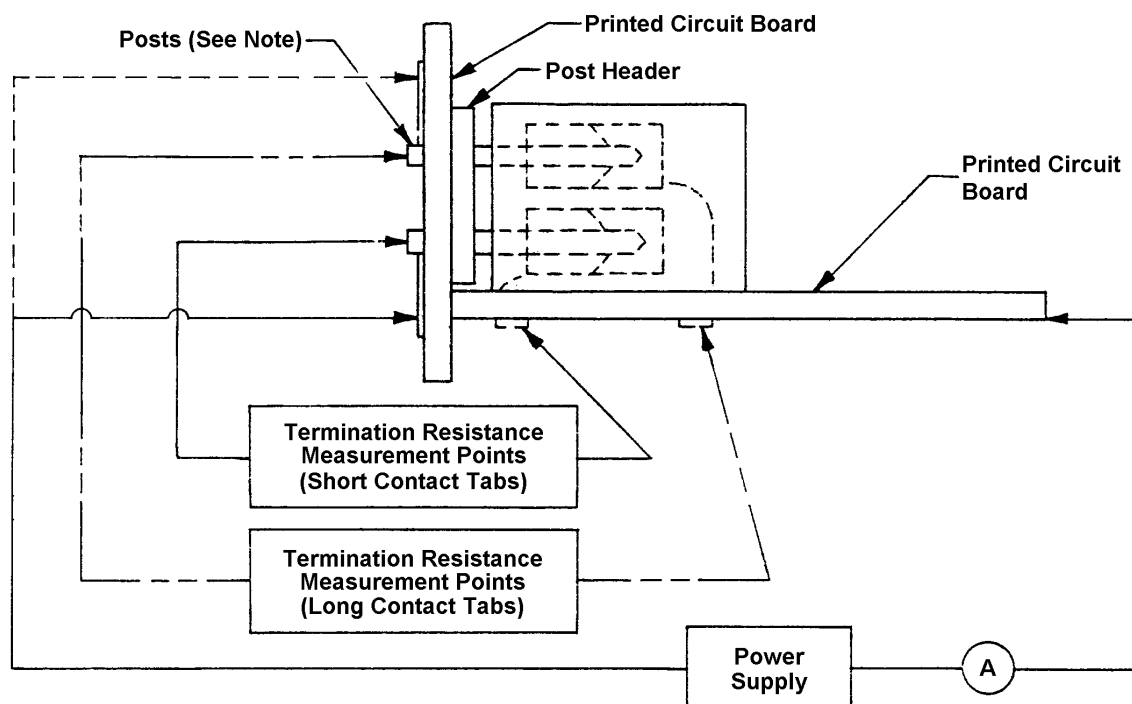 Printed Circuit Board
Posts (See Note)
Post Header
Printed Circuit
Board
Termination Resistance
Measurement Points
(Short Contact Tabs)
Termination Resistance
Measurement Points
(Long Contact Tabs)
Power
Supply
A